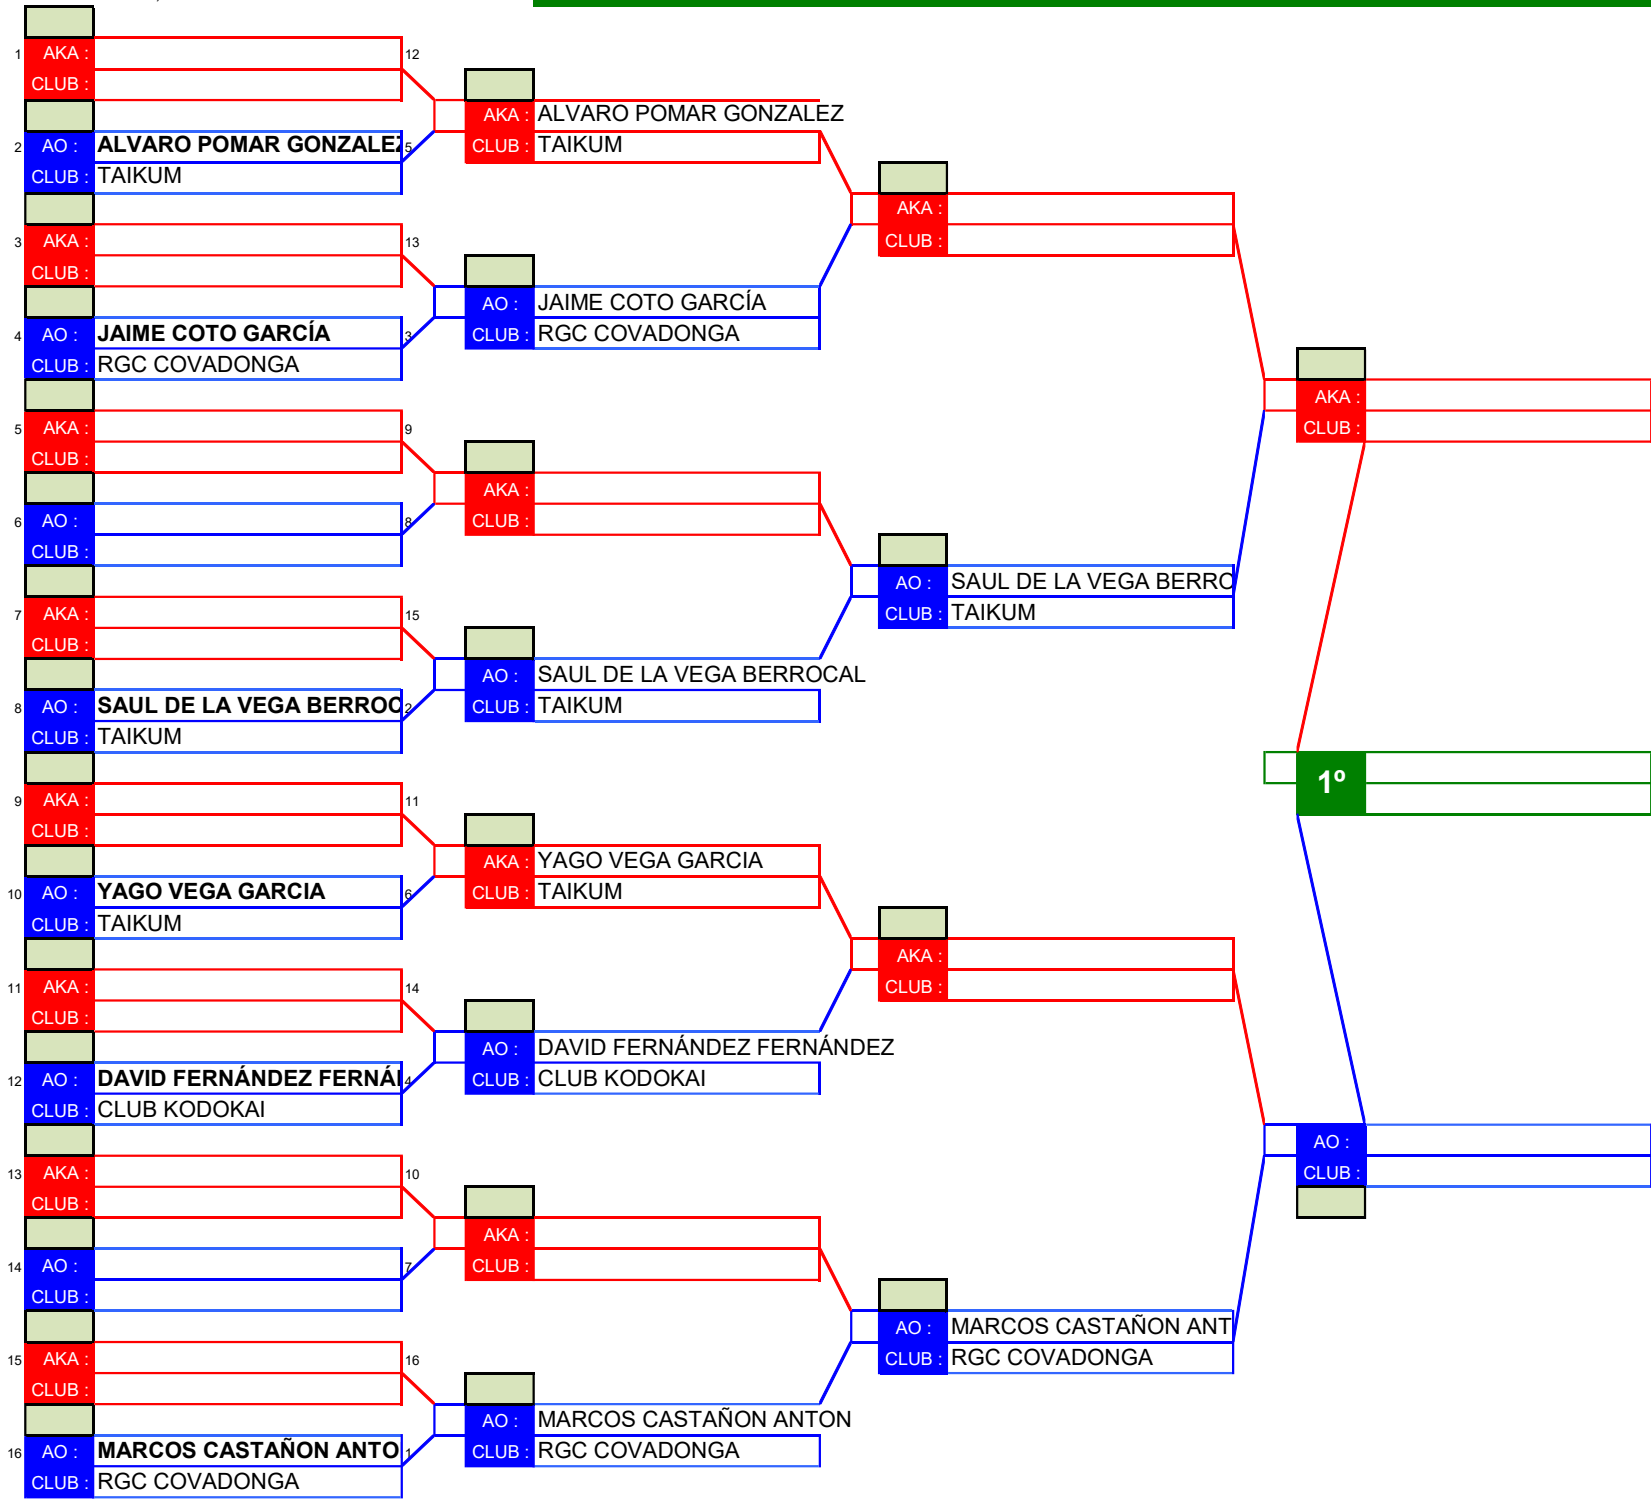 1 AKA : 12
CLUB :
2 AO : ALVARO POMAR GONZALEZ 5
CLUB : TAIKUM
3 AKA : 13
CLUB :
4 AO : JAIME COTO GARCÍA 3
CLUB : RGC COVADONGA
5 AKA : 9
CLUB :
6 AO : 8
CLUB :
7 AKA : 15
CLUB :
8 AO : SAUL DE LA VEGA BERROC 2
CLUB : TAIKUM
9 AKA : 11
CLUB :
10 AO : YAGO VEGA GARCIA 6
CLUB : TAIKUM
11 AKA : 14
CLUB :
12 AO : DAVID FERNÁNDEZ FERNÁ 4
CLUB : CLUB KODOKAI
13 AKA : 10
CLUB :
14 AO : 7
CLUB :
15 AKA : 16
CLUB :
16 AO : MARCOS CASTAÑON ANTO 1
CLUB : RGC COVADONGA
AKA : ALVARO POMAR GONZALEZ
CLUB : TAIKUM
AO : JAIME COTO GARCÍA
CLUB : RGC COVADONGA
AKA :
CLUB :
AO : SAUL DE LA VEGA BERROCAL
CLUB : TAIKUM
AKA : YAGO VEGA GARCIA
CLUB : TAIKUM
AO : DAVID FERNÁNDEZ FERNÁNDEZ
CLUB : CLUB KODOKAI
AKA :
CLUB :
AO : MARCOS CASTAÑON ANTON
CLUB : RGC COVADONGA
AKA :
CLUB :
AO : SAUL DE LA VEGA BERRO
CLUB : TAIKUM
AKA :
CLUB :
AO : MARCOS CASTAÑON ANT
CLUB : RGC COVADONGA
AKA :
CLUB :
1º
AO :
CLUB :